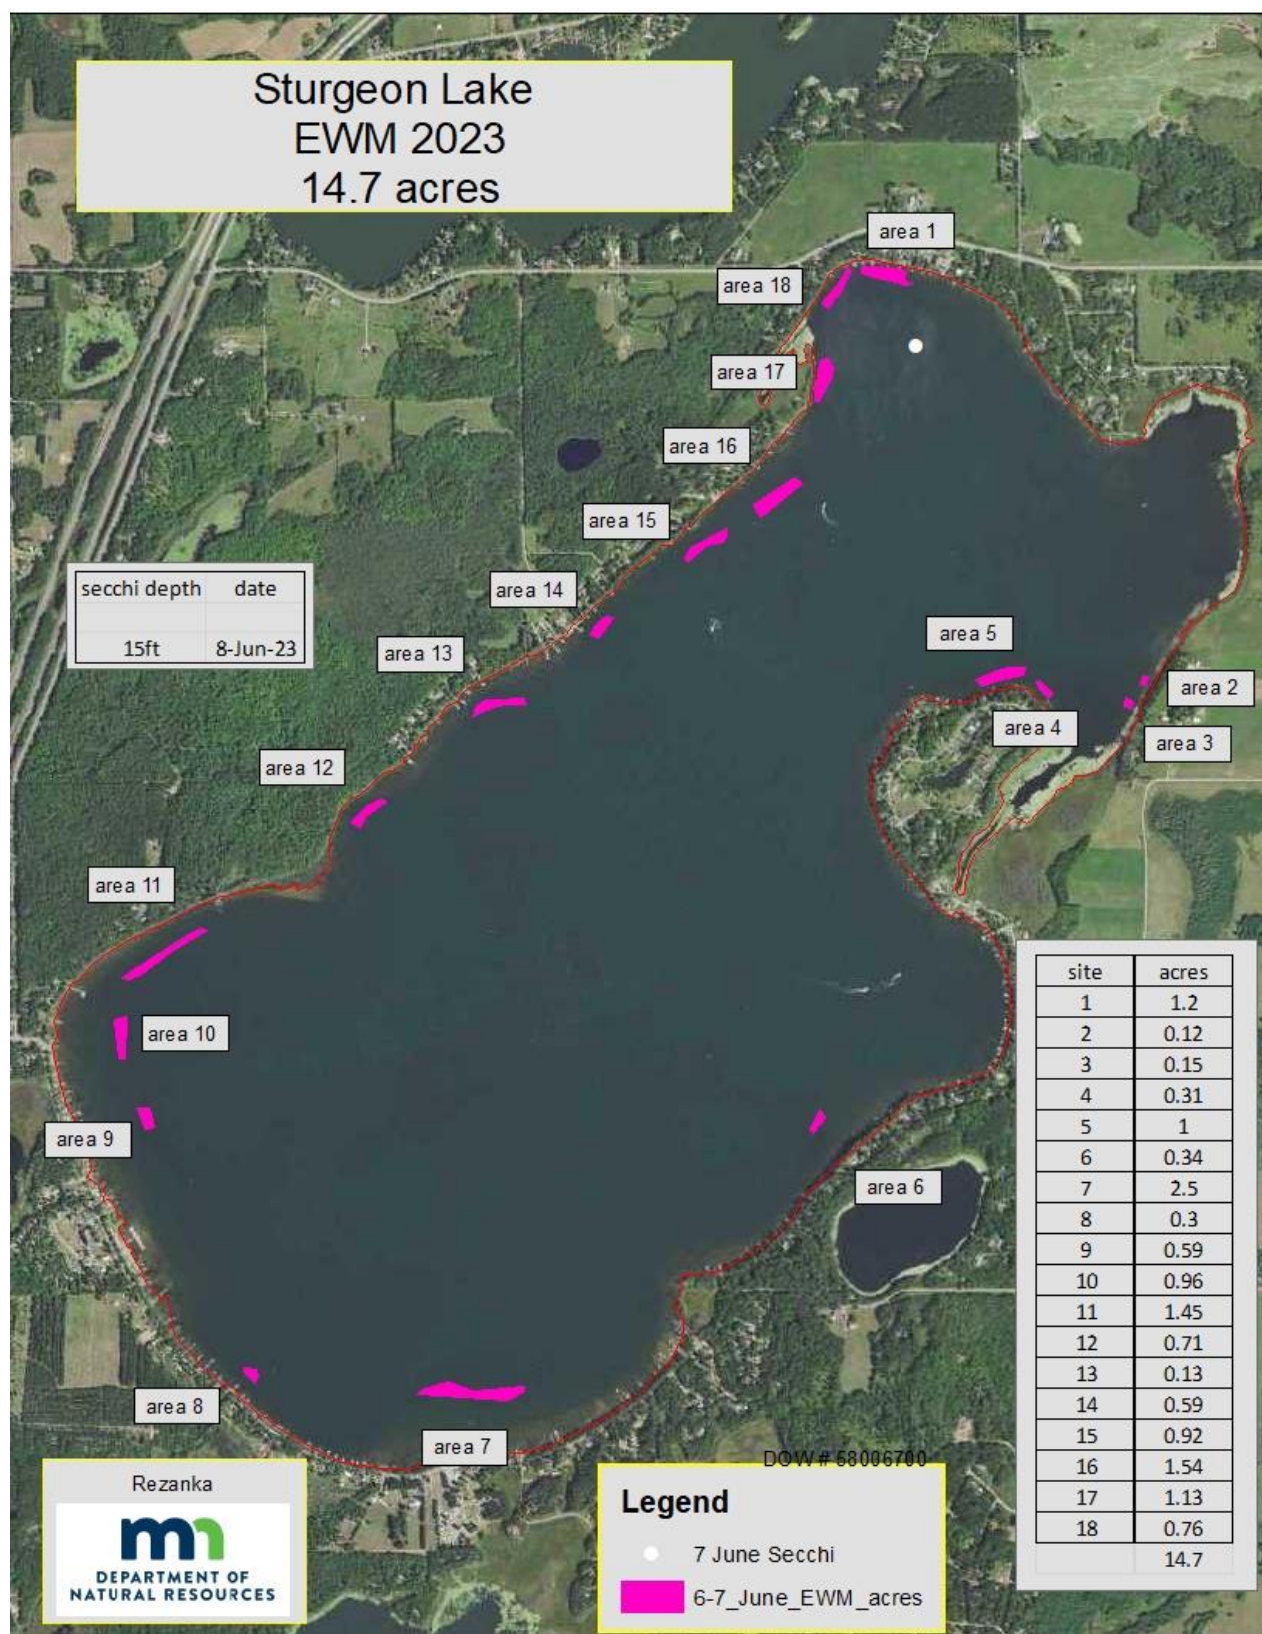 Sturgeon Lake
EWM 2023
14.7 acres
area 1
area 18
area 17
area 16
area 15
area 14
area 13
area 12
area 11
area 10
area 9
area 8
area 7
area 6
area 5
area 4
area 3
area 2
secchi depth date
15ft 8-Jun-23
site acres
1 1.2
2 0.12
3 0.15
4 0.31
5 1
6 0.34
7 2.5
8 0.3
9 0.59
10 0.96
11 1.45
12 0.71
13 0.13
14 0.59
15 0.92
16 1.54
17 1.13
18 0.76
14.7
DOW # 58006700
Legend
7 June Secchi
6-7_June_EWM_acres
Rezanka
mn
DEPARTMENT OF
NATURAL RESOURCES